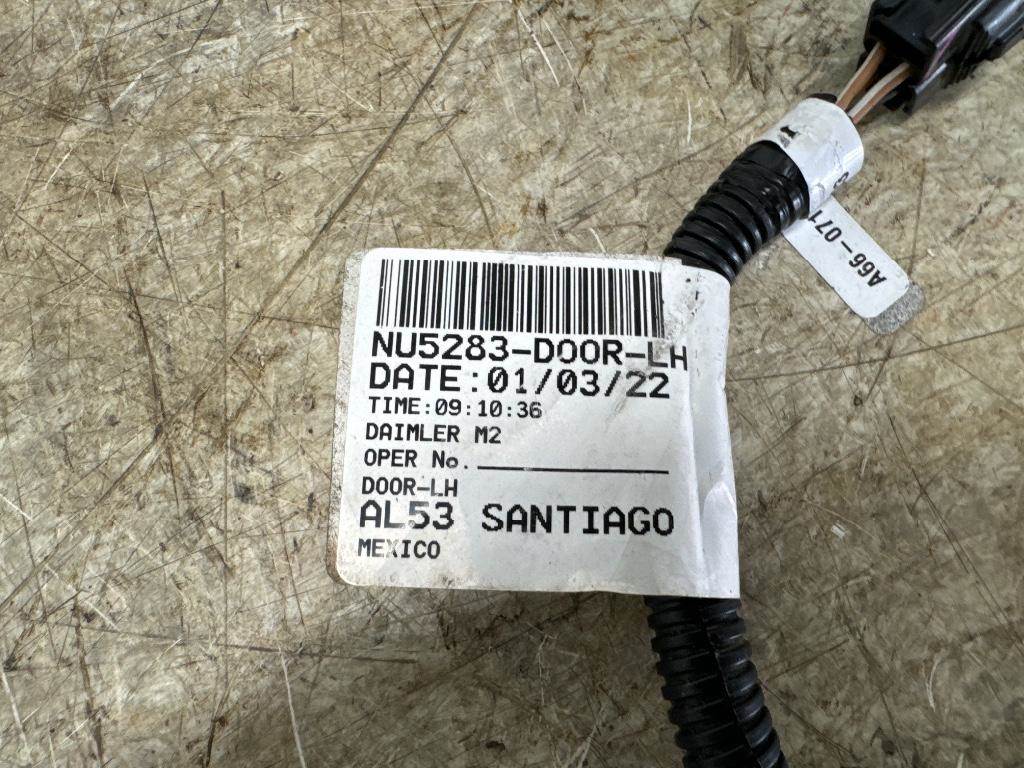 NU5283-DOOR-LH
DATE:01/03/22
TIME:09:10:36
DAIMLER M2
OPER No.
DOOR-LH
AL53 SANTIAGO
MEXICO
A66-071